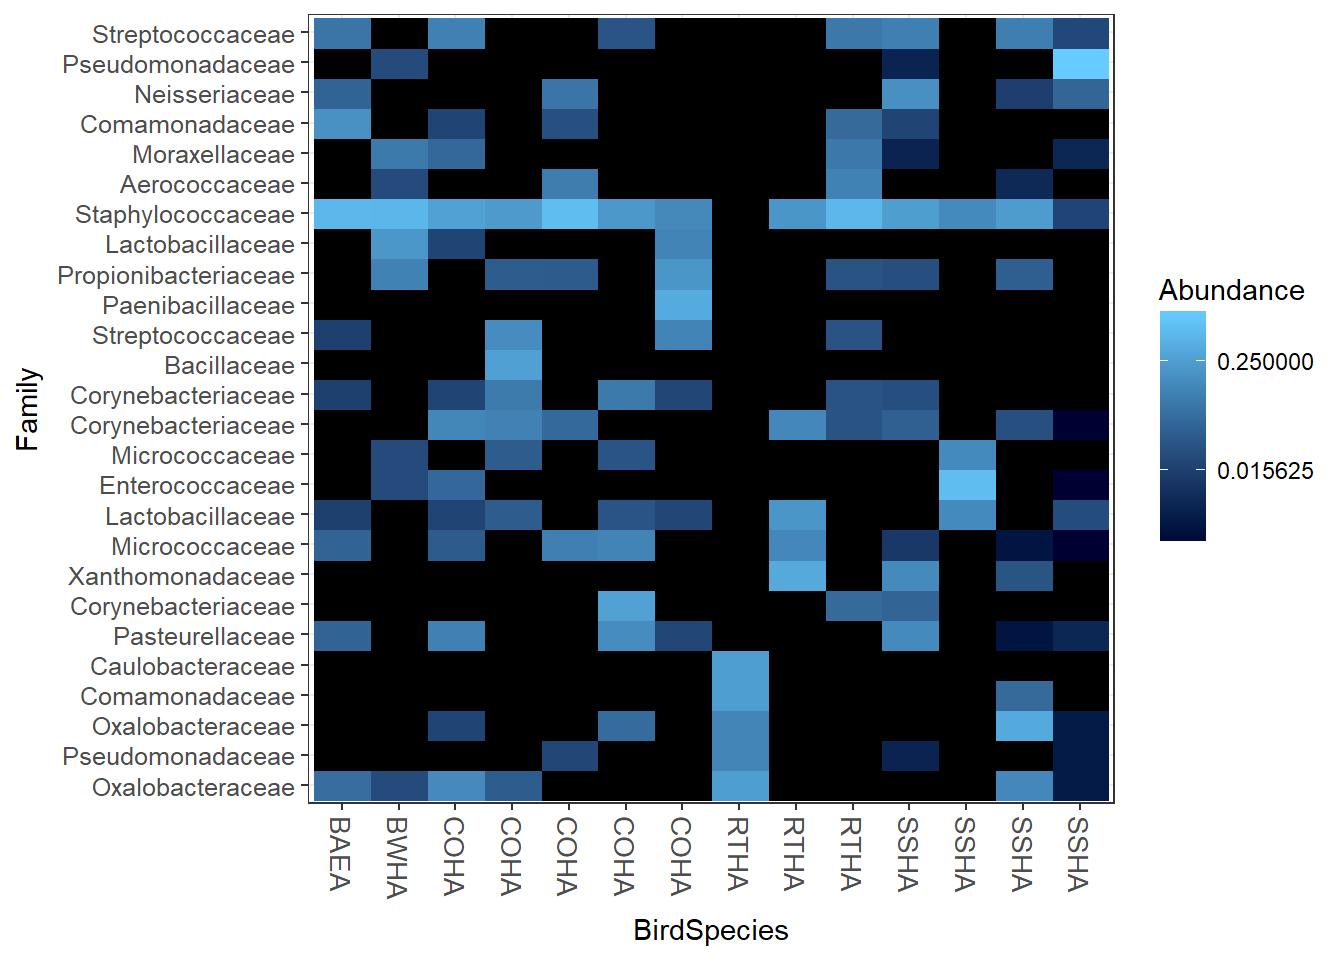 Streptococcaceae
Pseudomonadaceae
Neisseriaceae
Comamonadaceae
Moraxellaceae
Aerococcaceae
Staphylococcaceae
Lactobacillaceae
Propionibacteriaceae
Paenibacillaceae
Streptococcaceae
Bacillaceae
Corynebacteriaceae
Corynebacteriaceae
Micrococcaceae
Enterococcaceae
Lactobacillaceae
Micrococcaceae
Xanthomonadaceae
Corynebacteriaceae
Pasteurellaceae
Caulobacteraceae
Comamonadaceae
Oxalobacteraceae
Pseudomonadaceae
Oxalobacteraceae
Family
BAEA
BWHA
COHA
COHA
COHA
COHA
COHA
RTHA
RTHA
RTHA
SSHA
SSHA
SSHA
SSHA
BirdSpecies
Abundance
0.250000
0.015625